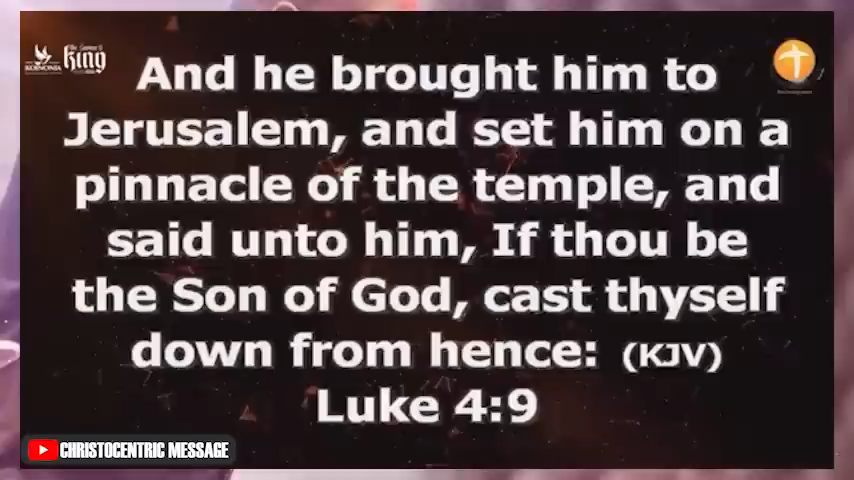 KOINONIA
King
And he brought him to
Jerusalem, and set him on a
pinnacle of the temple, and
said unto him, If thou be
the Son of God, cast thyself
down from hence: (KJV)
Luke 4:9
CHRISTOCENTRIC MESSAGE